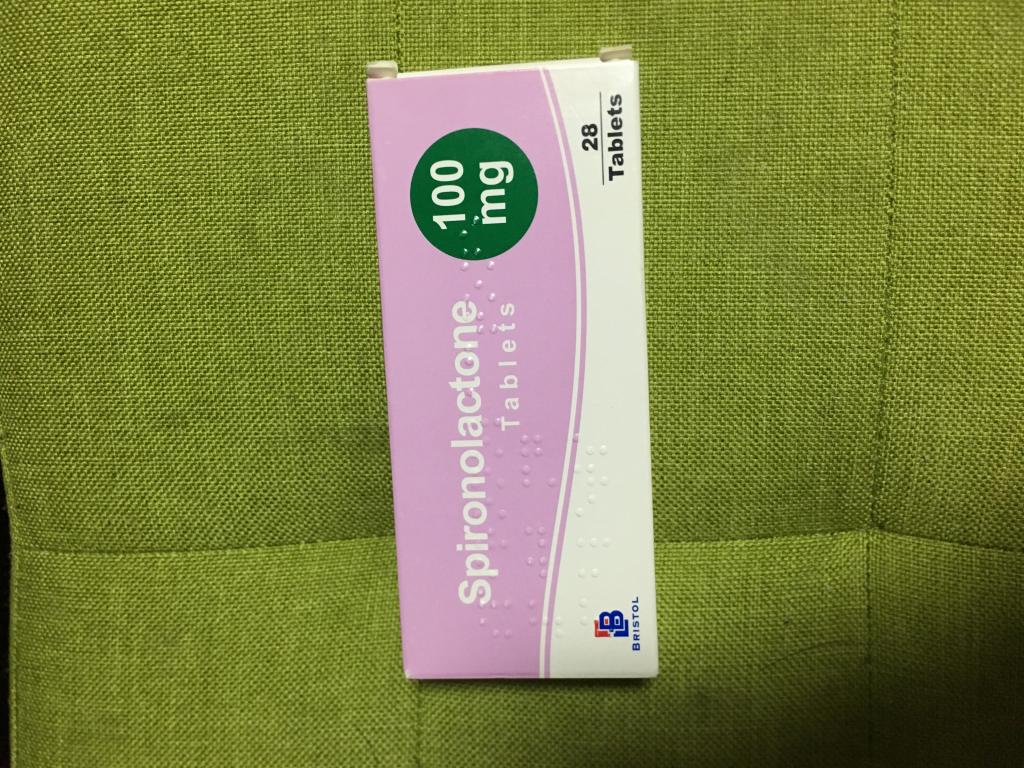 Spironolactone
Tablets
100
mg
28
Tablets
B
BRISTOL